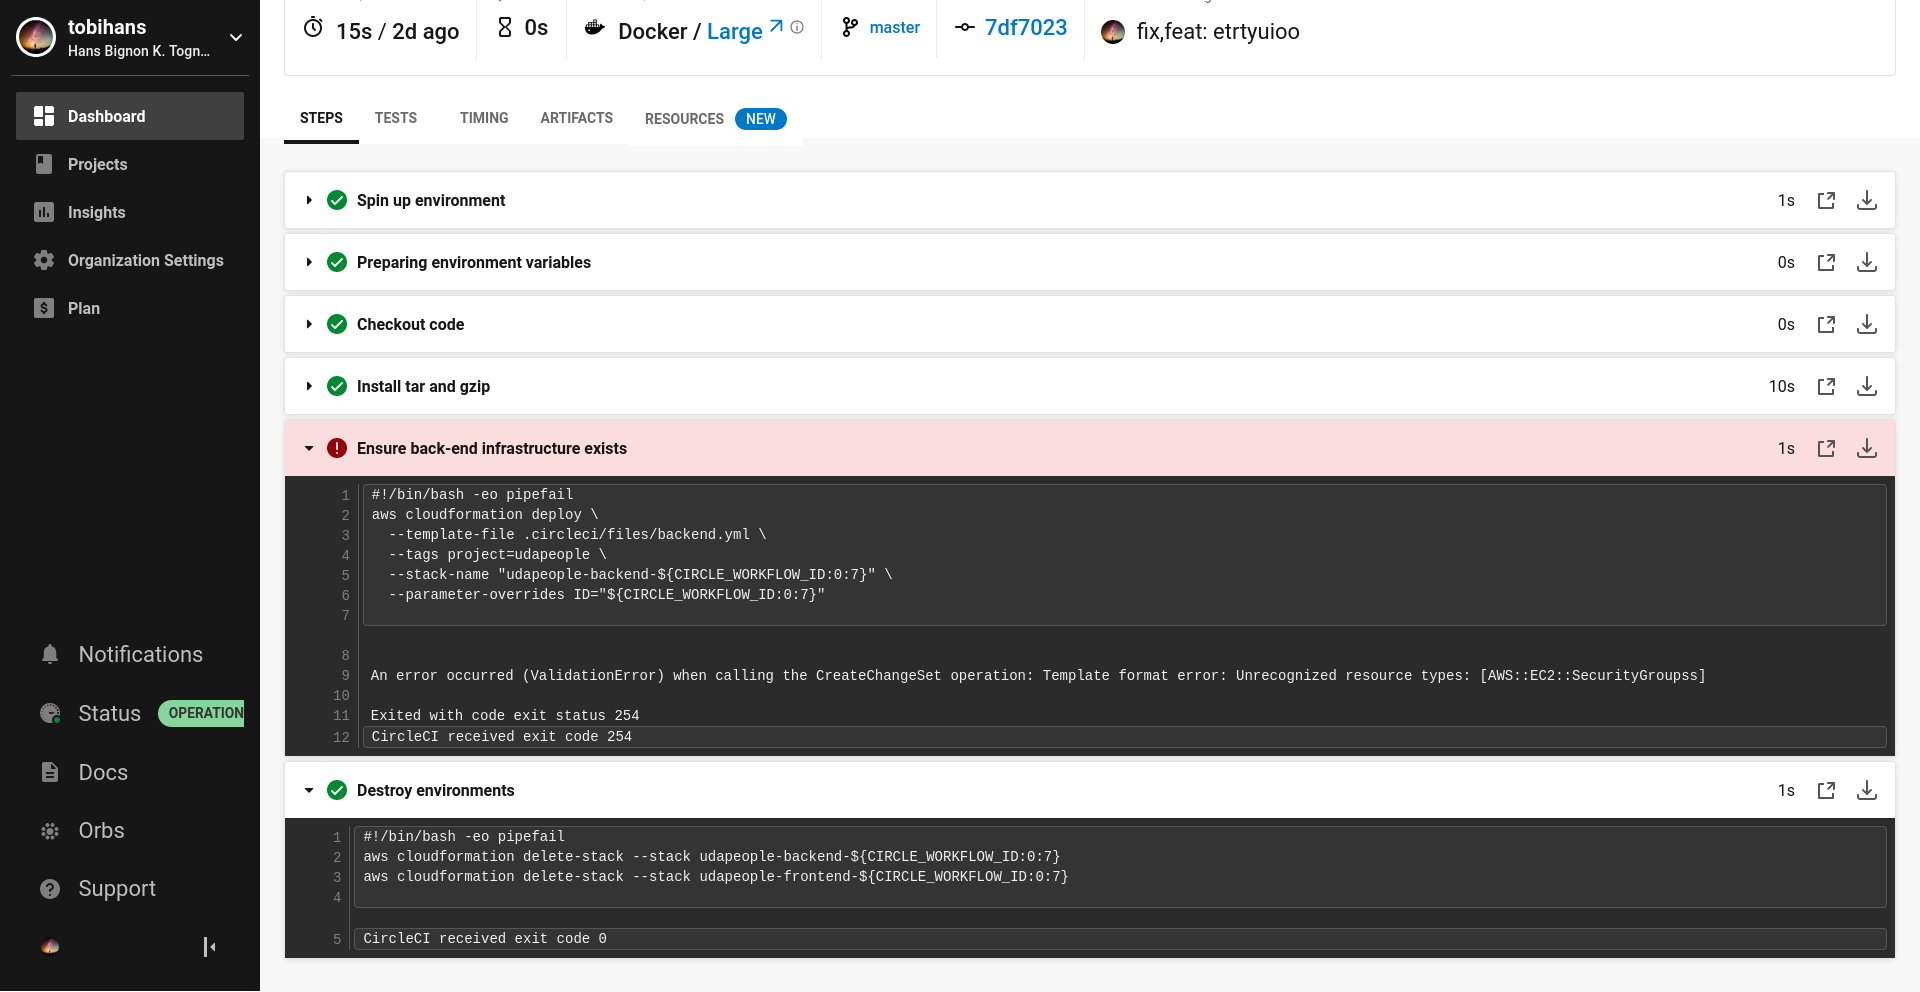 tobihans
Hans Bignon K. Togn...
Dashboard
Projects
Insights
Organization Settings
Plan
Notifications
Status OPERATION
Docs
Orbs
Support
15s / 2d ago
0s
Docker / Large
master
7df7023
fix,feat: etrtyuioo
STEPS TESTS TIMING ARTIFACTS RESOURCES NEW
Spin up environment 1s
Preparing environment variables 0s
Checkout code 0s
Install tar and gzip 10s
Ensure back-end infrastructure exists 1s
1 #!/bin/bash -eo pipefail
2 aws cloudformation deploy \
3 --template-file .circleci/files/backend.yml \
4 --tags project=udapeople \
5 --stack-name "udapeople-backend-${CIRCLE_WORKFLOW_ID:0:7}" \
6 --parameter-overrides ID="${CIRCLE_WORKFLOW_ID:0:7}"
7
8
9 An error occurred (ValidationError) when calling the CreateChangeSet operation: Template format error: Unrecognized resource types: [AWS::EC2::SecurityGroupss]
10
11 Exited with code exit status 254
12 CircleCI received exit code 254
Destroy environments 1s
1 #!/bin/bash -eo pipefail
2 aws cloudformation delete-stack --stack udapeople-backend-${CIRCLE_WORKFLOW_ID:0:7}
3 aws cloudformation delete-stack --stack udapeople-frontend-${CIRCLE_WORKFLOW_ID:0:7}
4
5 CircleCI received exit code 0